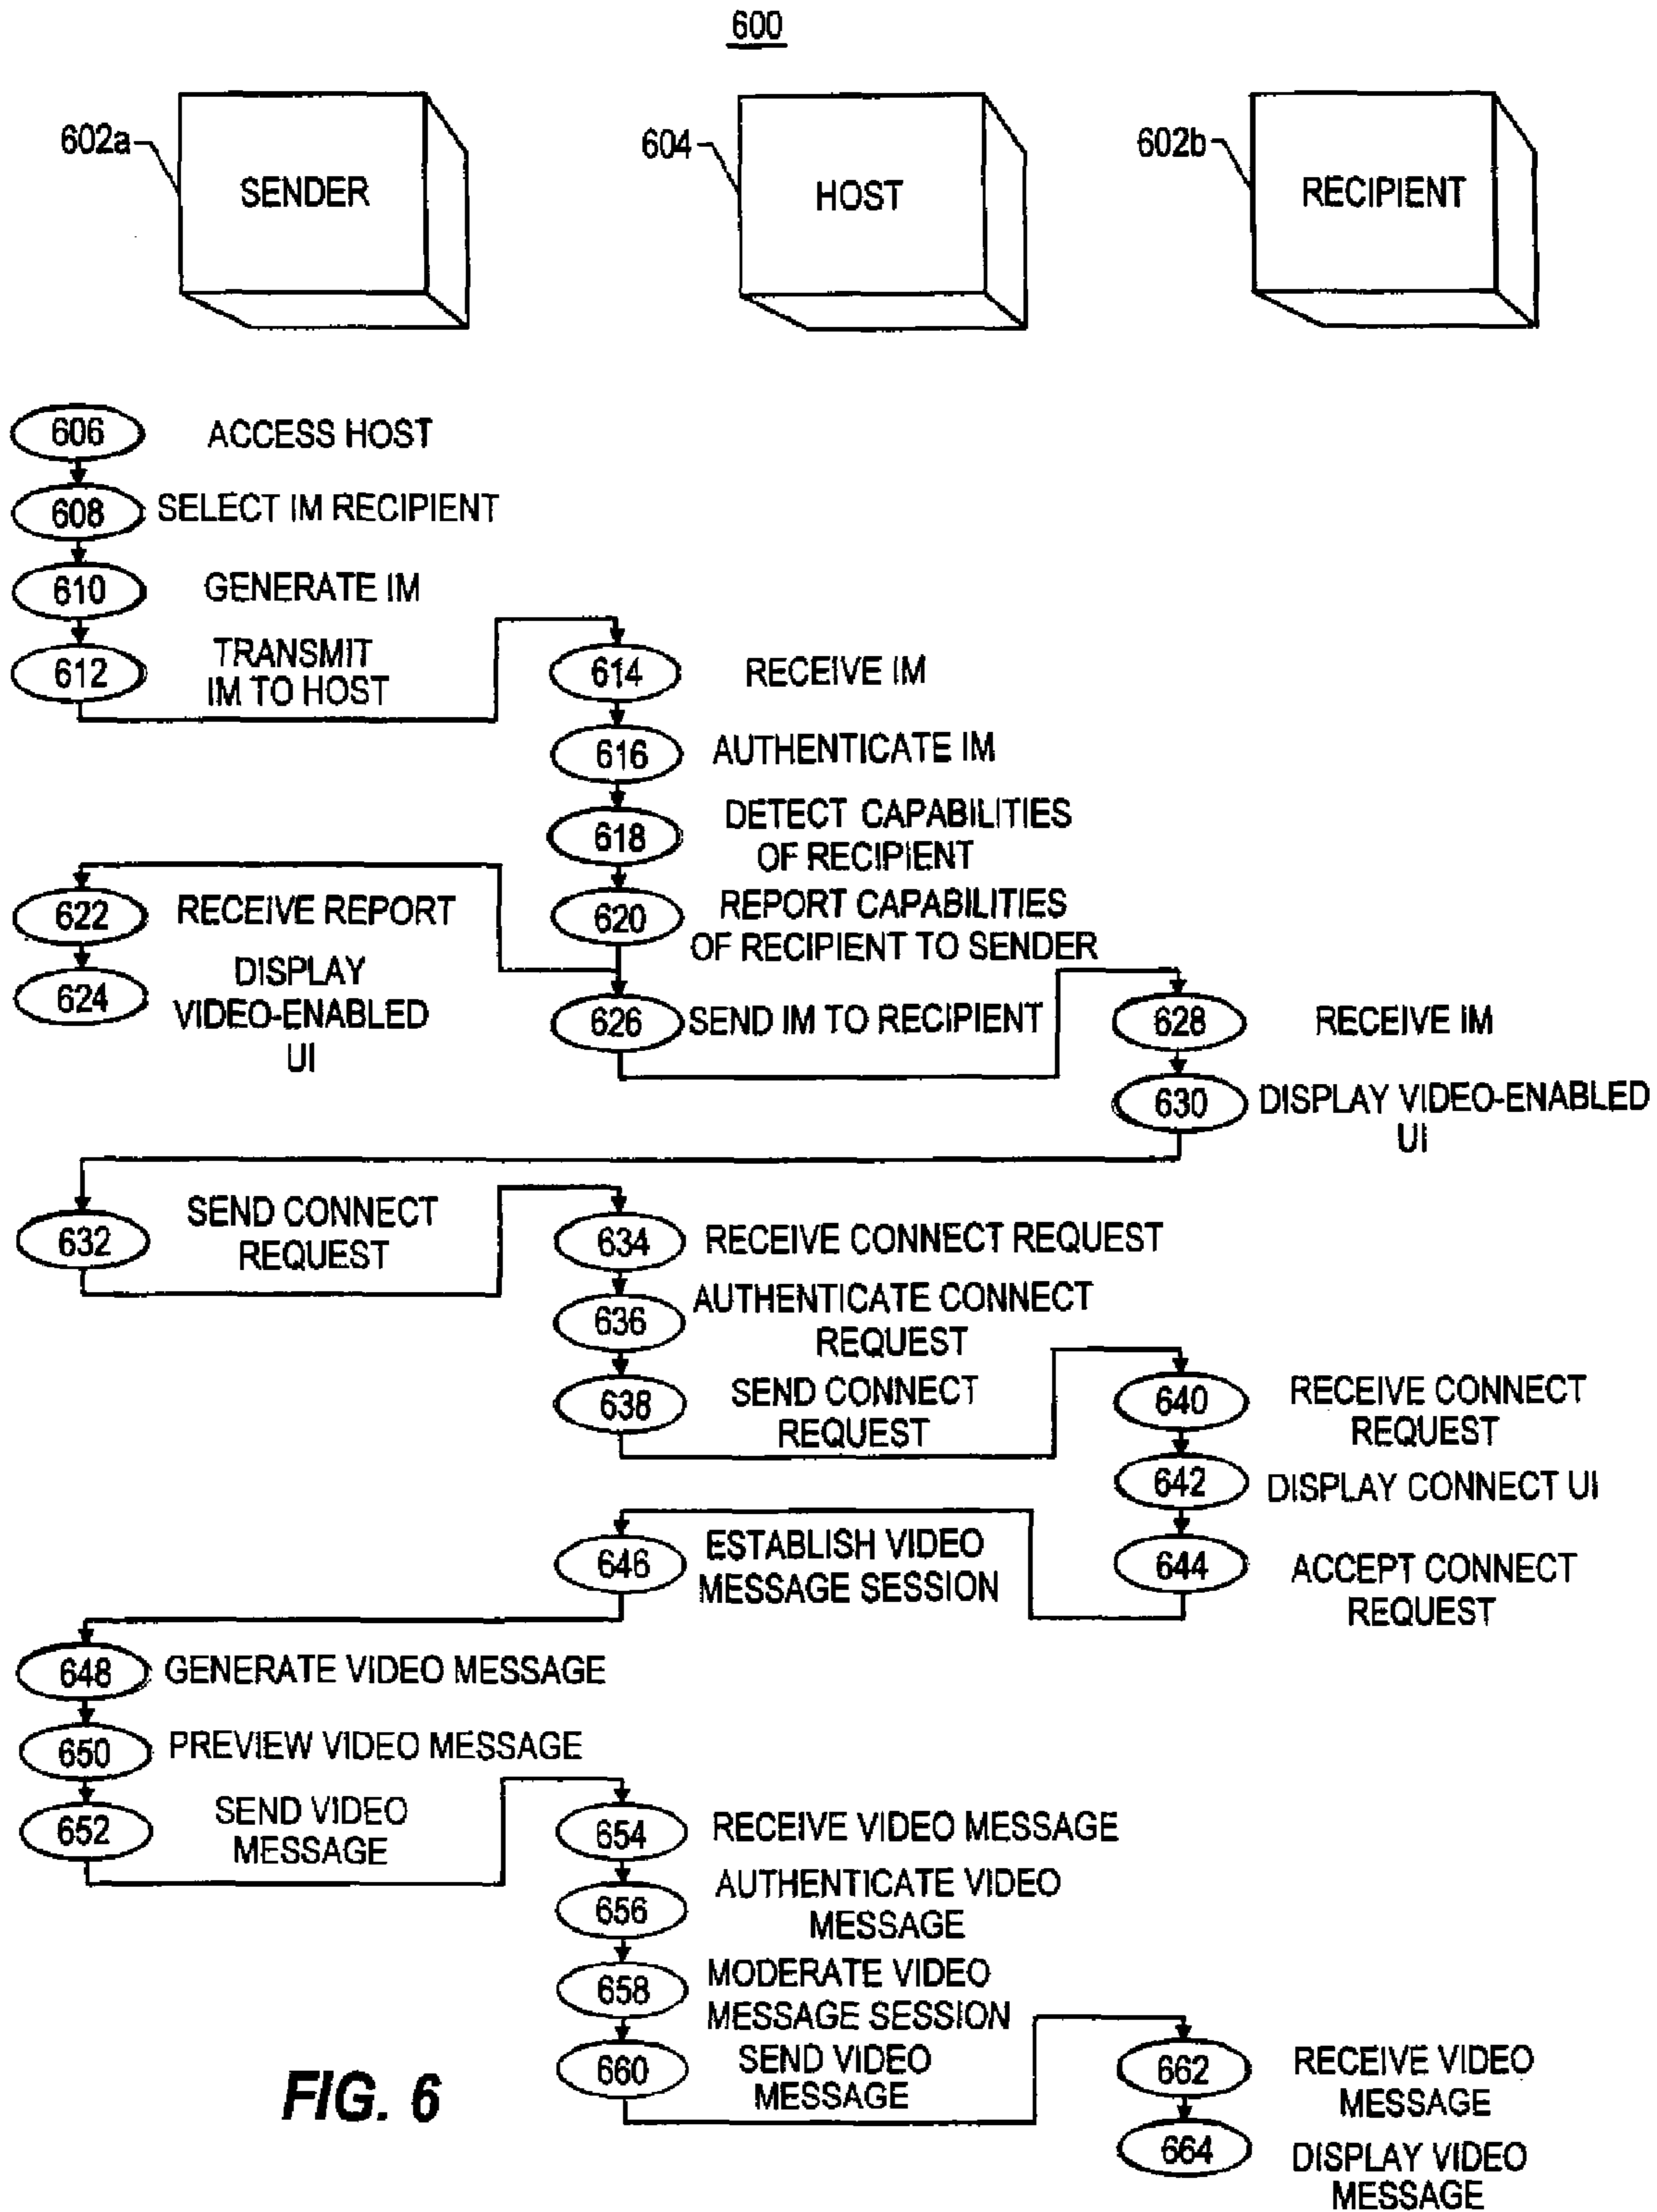 600
602a
SENDER
604
HOST
602b
RECIPIENT
606
ACCESS HOST
608
SELECT IM RECIPIENT
610
GENERATE IM
612
TRANSMIT
IM TO HOST
614
RECEIVE IM
616
AUTHENTICATE IM
618
DETECT CAPABILITIES
OF RECIPIENT
620
REPORT CAPABILITIES
OF RECIPIENT TO SENDER
622
RECEIVE REPORT
624
DISPLAY
VIDEO-ENABLED
UI
626
SEND IM TO RECIPIENT
628
RECEIVE IM
630
DISPLAY VIDEO-ENABLED
UI
632
SEND CONNECT
REQUEST
634
RECEIVE CONNECT REQUEST
636
AUTHENTICATE CONNECT
REQUEST
638
SEND CONNECT
REQUEST
640
RECEIVE CONNECT
REQUEST
642
DISPLAY CONNECT UI
644
ACCEPT CONNECT
REQUEST
646
ESTABLISH VIDEO
MESSAGE SESSION
648
GENERATE VIDEO MESSAGE
650
PREVIEW VIDEO MESSAGE
652
SEND VIDEO
MESSAGE
654
RECEIVE VIDEO MESSAGE
656
AUTHENTICATE VIDEO
MESSAGE
658
MODERATE VIDEO
MESSAGE SESSION
660
SEND VIDEO
MESSAGE
662
RECEIVE VIDEO
MESSAGE
664
DISPLAY VIDEO
MESSAGE
FIG. 6